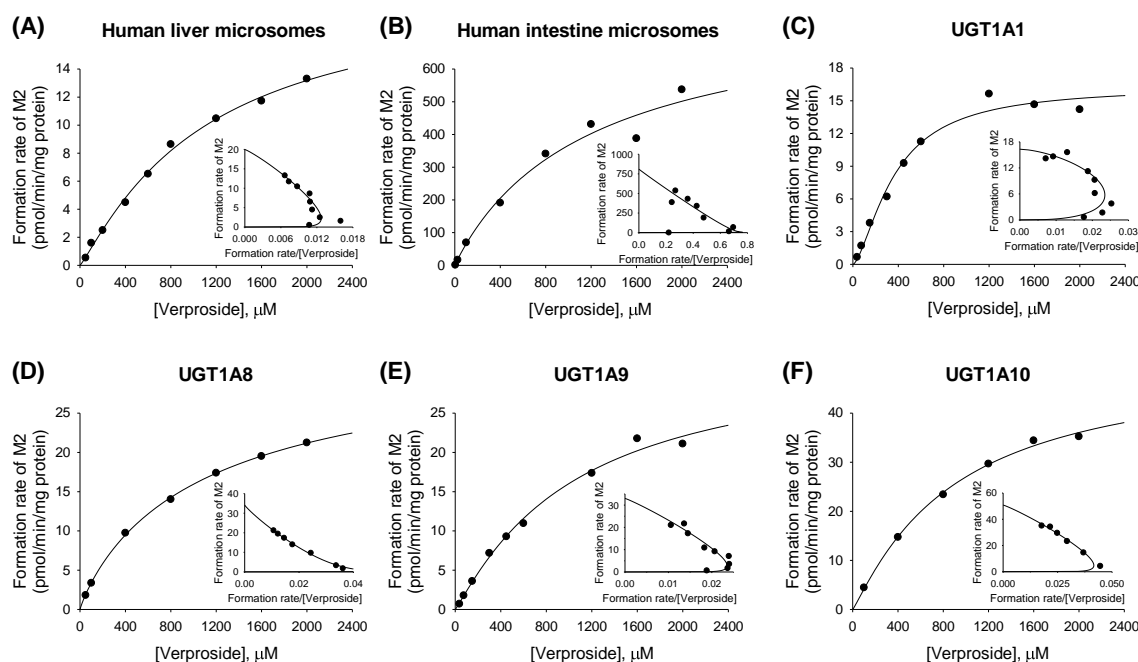 (A)
Human liver microsomes
Formation rate of M2
(pmol/min/mg protein)
14
12
10
8
6
4
2
0
0 400 800 1200 1600 2000 2400
[Verproside], μM
Formation rate of M2
20
15
10
5
0
0.000 0.006 0.012 0.018
Formation rate/[Verproside]
(B)
Human intestine microsomes
Formation rate of M2
(pmol/min/mg protein)
600
500
400
300
200
100
0
0 400 800 1200 1600 2000 2400
[Verproside], μM
Formation rate of M2
1000
750
500
250
0
0.0 0.2 0.4 0.6 0.8
Formation rate/[Verproside]
(C)
UGT1A1
Formation rate of M2
(pmol/min/mg protein)
18
15
12
9
6
3
0
0 400 800 1200 1600 2000 2400
[Verproside], μM
Formation rate of M2
18
12
6
0
0.00 0.01 0.02 0.03
Formation rate/[Verproside]
(D)
UGT1A8
Formation rate of M2
(pmol/min/mg protein)
25
20
15
10
5
0
0 400 800 1200 1600 2000 2400
[Verproside], μM
Formation rate of M2
40
30
20
10
0
0.00 0.01 0.02 0.03 0.04
Formation rate/[Verproside]
(E)
UGT1A9
Formation rate of M2
(pmol/min/mg protein)
25
20
15
10
5
0
0 400 800 1200 1600 2000 2400
[Verproside], μM
Formation rate of M2
30
20
10
0
0.00 0.01 0.02
Formation rate/[Verproside]
(F)
UGT1A10
Formation rate of M2
(pmol/min/mg protein)
40
30
20
10
0
0 400 800 1200 1600 2000 2400
[Verproside], μM
Formation rate of M2
60
40
20
0
0.000 0.025 0.050
Formation rate/[Verproside]